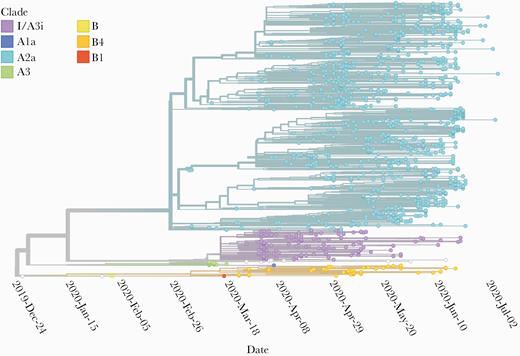 Clade
I/A3i
A1a
A2a
A3
B
B4
B1
2019-Dec-24
2020-Jun-15
2020-Feb-05
2020-Feb-26
2020-Mar-18
2020-Apr-08
2020-Apr-29
2020-May-20
2020-Jun-10
2020-Jul-02
Date